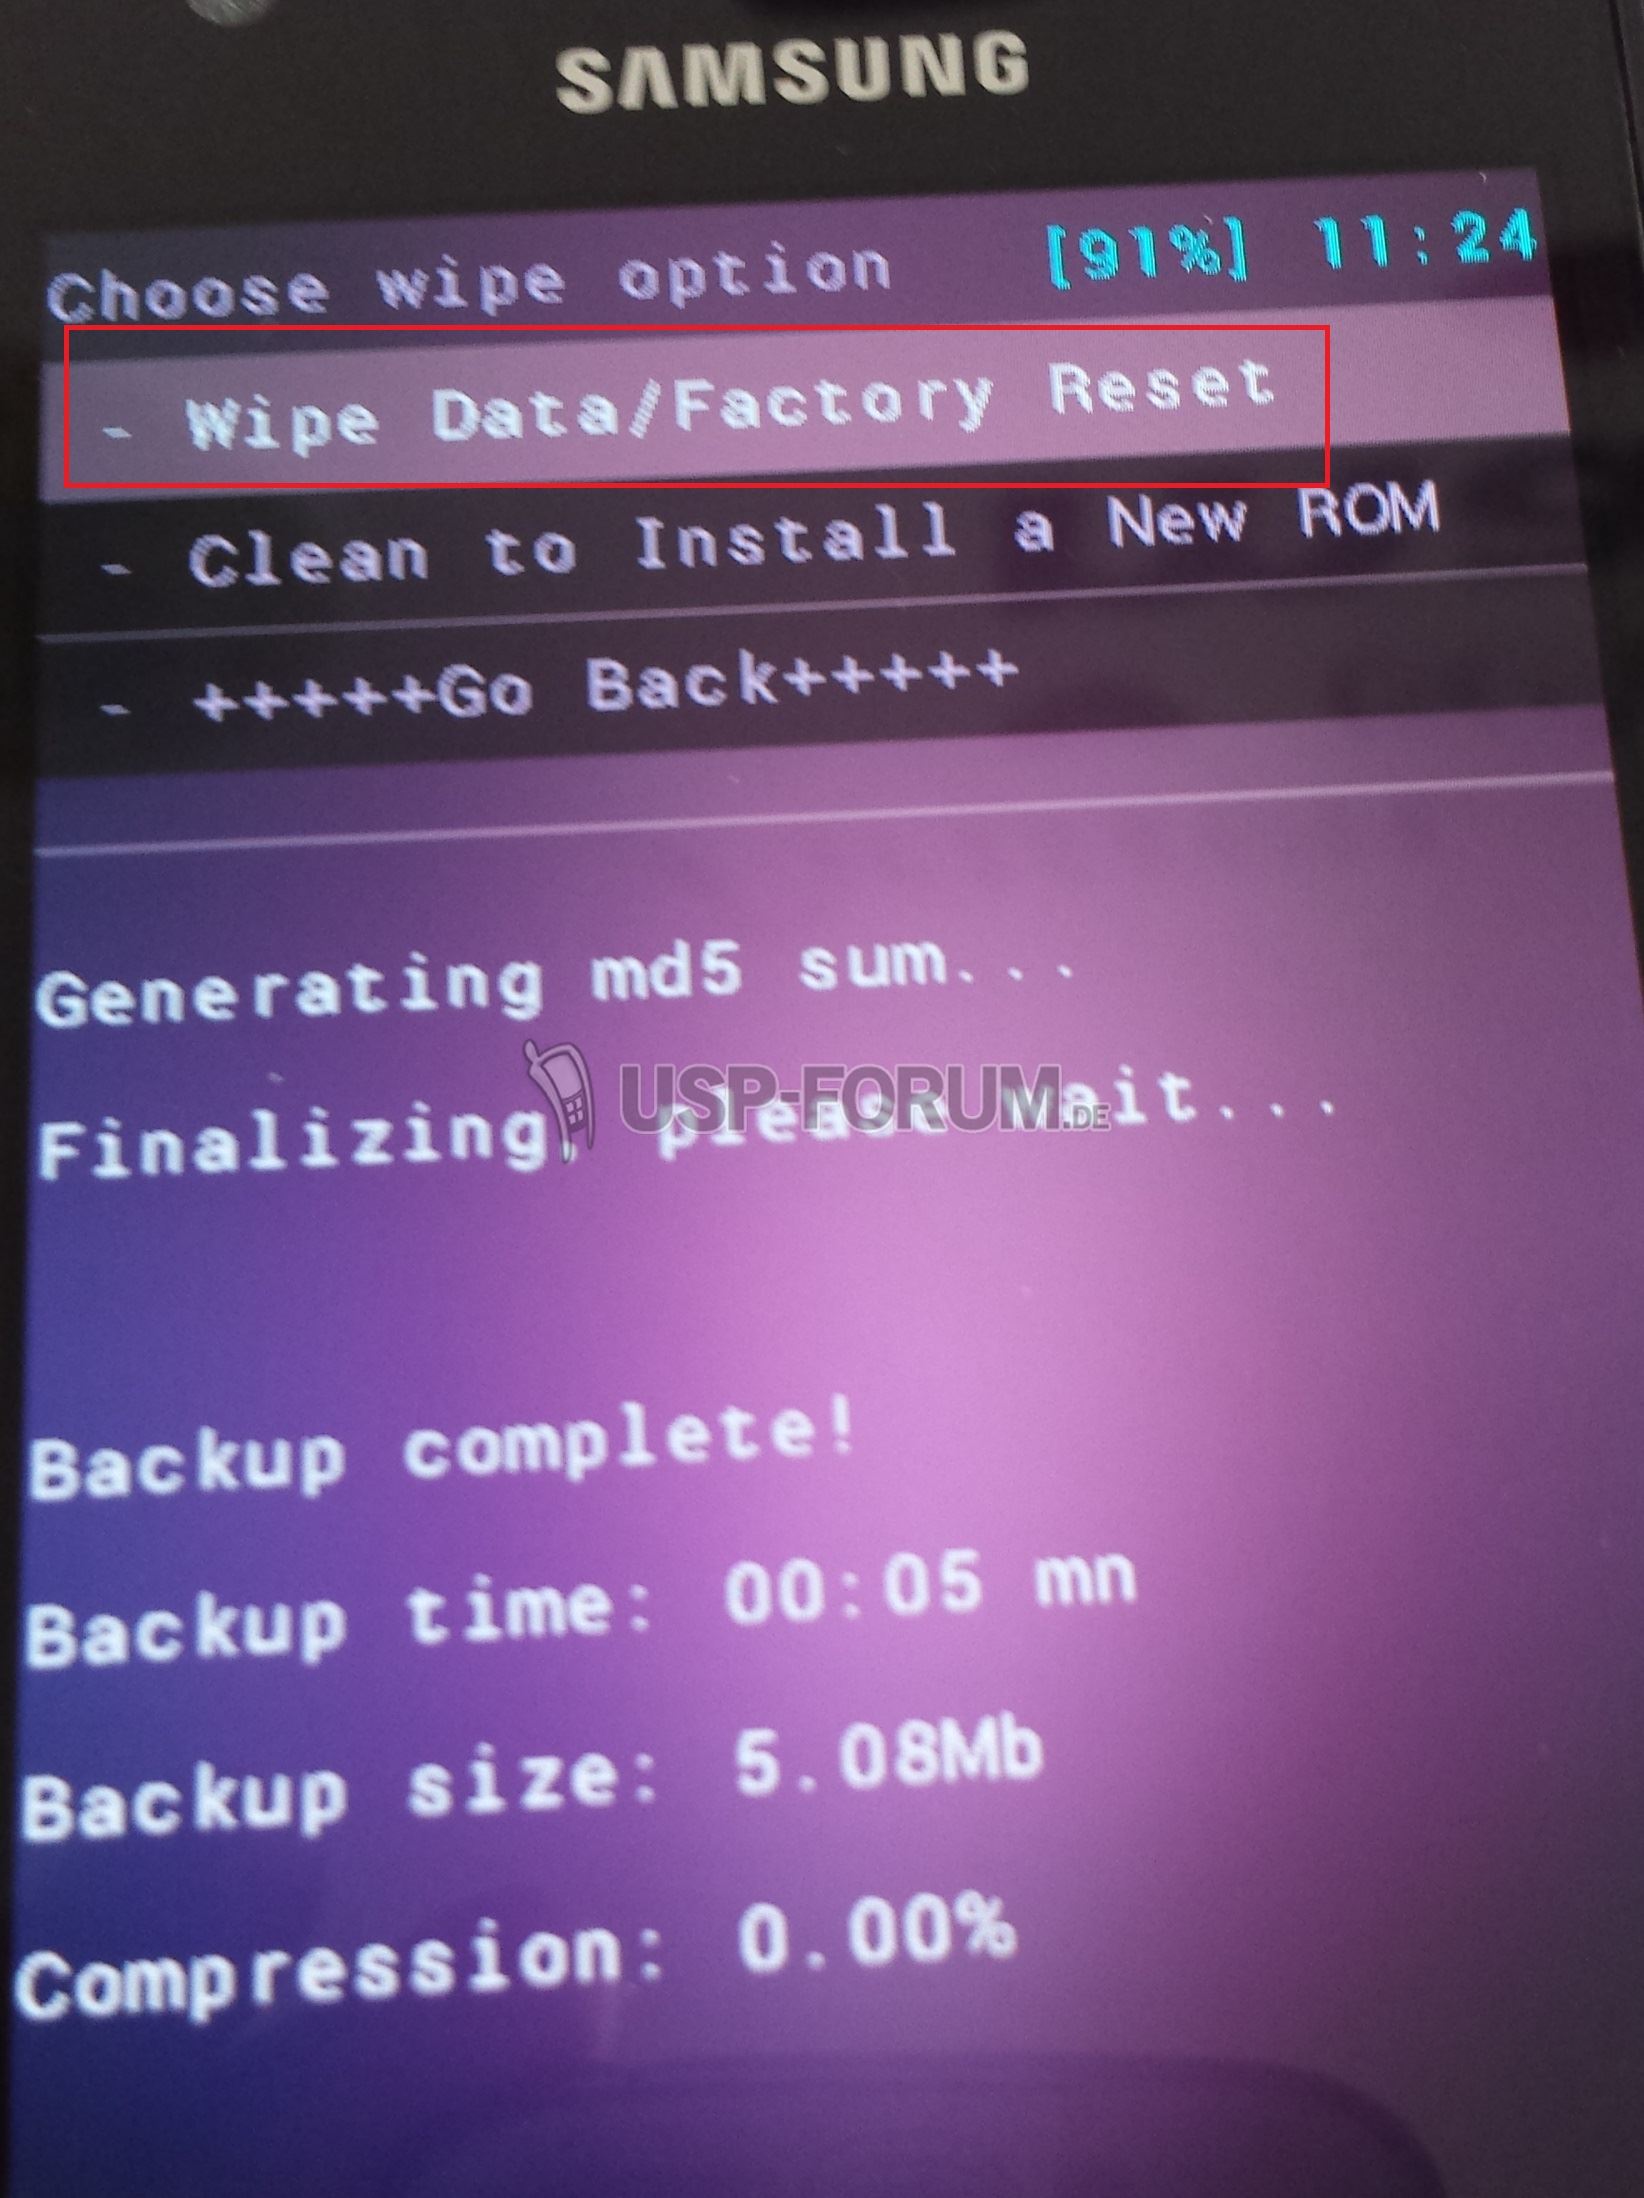 SAMSUNG
Choose wipe option [91%] 11:24
- Wipe Data/Factory Reset
- Clean to Install a New ROM
- +++++Go Back+++++
Generating md5 sum...
Finalizing, please wait...
USP-FORUM.DE
Backup complete!
Backup time: 00:05 mn
Backup size: 5.08Mb
Compression: 0.00%